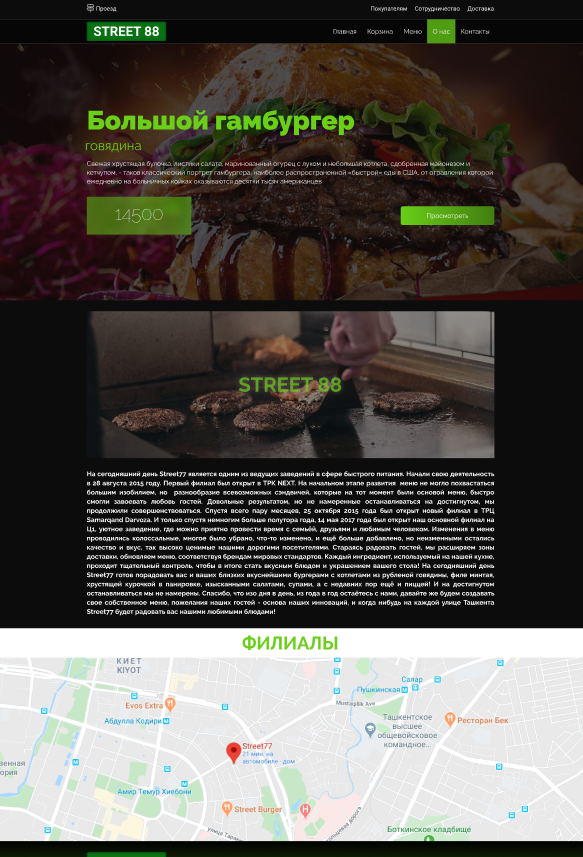 Проезд
Покупателям Сотрудничество Доставка
STREET 88
Главная Корзина Меню О нас Контакты
Большой гамбургер
говядина
Свежая хрустящая булочка, листики салата, маринованный огурец с луком и небольшая котлета, сдобренная майонезом и
кетчупом, - таков классический портрет гамбургера, наиболее распространенной «быстрой» еды в США, от отравления которой
ежедневно на больничных койках оказываются десятки тысяч американцев
14500
Просмотреть
STREET 88
На сегодняшний день Street77 является одним из ведущих заведений в сфере быстрого питания. Начали свою деятельность
в 28 августа 2015 году. Первый филиал был открыт в ТРК NEXT. На начальном этапе развития меню не могло похвастаться
большим изобилием, но разнообразие всевозможных сэндвичей, которые на тот момент были основой меню, быстро
смогли завоевать любовь гостей. Довольные результатом, но не намеренные останавливаться на достигнутом, мы
продолжили совершенствоваться. Спустя всего пару месяцев, 25 октября 2015 года был открыт новый филиал в ТРЦ
Samarqand Darvoza. И только спустя немногим больше полутора года, 14 мая 2017 года был открыт наш основной филиал на
Ц1, уютное заведение, где можно приятно провести время с семьёй, друзьями и любимым человеком. Изменения в меню
проводились колоссальные, многое было убрано, что-то изменено, и ещё больше добавлено, но неизменными остались
качество и вкус, так высоко ценимые нашими дорогими посетителями. Стараясь радовать гостей, мы расширяем зоны
доставки, обновляем меню, соответствуя брендам мировых стандартов. Каждый ингредиент, используемый на нашей кухне,
проходит тщательный контроль, чтобы в итоге стать вкусным блюдом и украшением вашего стола! На сегодняшний день
Street77 готов порадовать вас и ваших близких вкуснейшими бургерами с котлетами из рубленой говядины, филе миньгая,
хрустящей курочкой в панировке, изысканными салатами, супами, а с недавних пор ещё и пиццей! И на достигнутом
останавливаться мы не намерены. Спасибо, что изо дня в день, из года в год остаётесь с нами, давайте же будем создавать
свое собственное меню, пожелания наших гостей - основа наших инноваций, и когда нибудь на каждой улице Ташкента
Street77 будет радовать вас нашими любимыми блюдами!
ФИЛИАЛЫ
КИЕТ
KIYOT
Салар
Пушкинская
Evos Extra
Mustaqillik Ave
Абдулла Кодири
Ташкентское
высшее
общевойсковое
командное...
Ресторан Бек
Street77
21 мин. на
автомобиле · дом
Амир Темур Хиебони
Street Burger
Боткинское кладбище